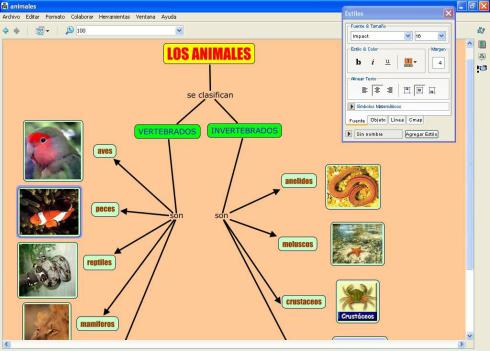 animales
Archivo Editar Formato Colaborar Herramientas Ventana Ayuda
100
LOS ANIMALES
se clasifican
VERTEBRADOS
INVERTEBRADOS
aves
peces
son
reptiles
mamiferos
son
anelidos
moluscos
crustaceos
Crustáceos
Estilos
Fuente & Tamaño
Impact
16
Estilo & Color
Margen
b i u
4
Alinear Texto
Símbolos Matemáticos
Fuente Objeto Línea Cmap
Sin nombre
Agregar Estilo